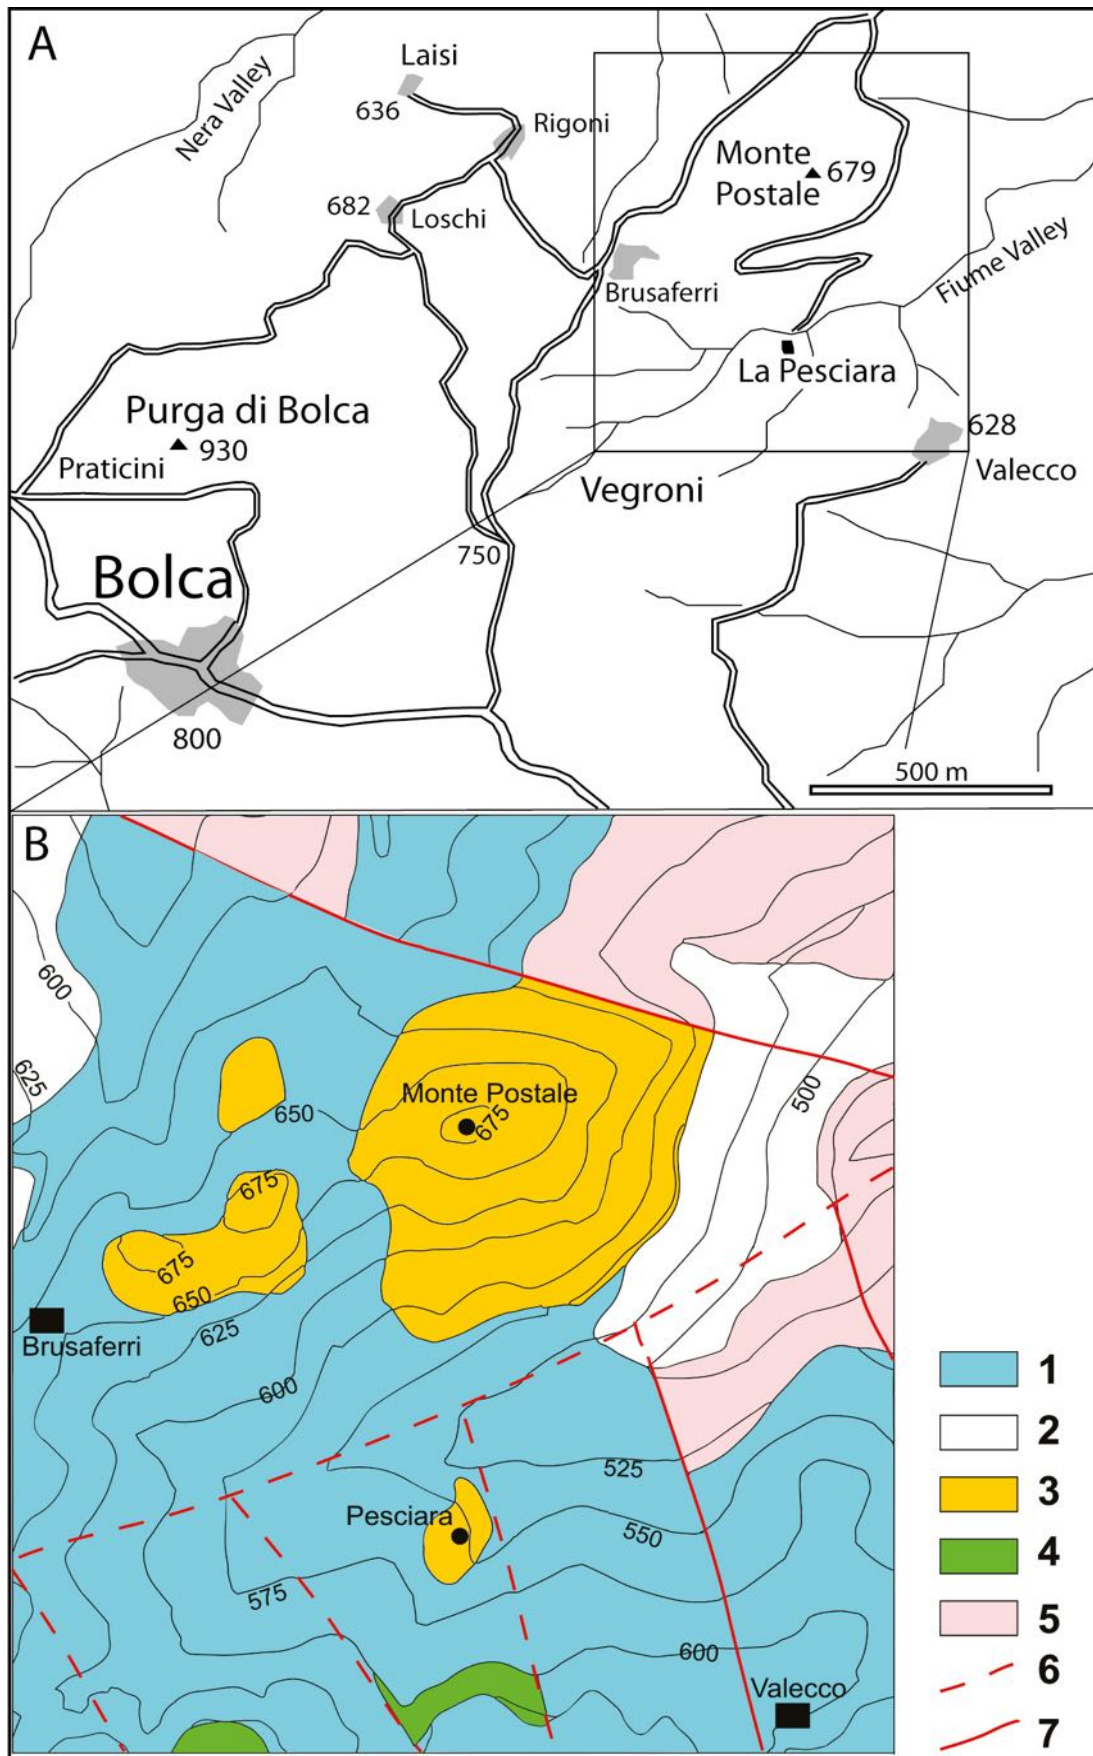 A
Laisi
636
Nera Valley
Rigoni
Monte
Postale
679
682
Loschi
Fiume Valley
Brusaferri
La Pesciara
Purga di Bolca
930
628
Praticini
Valecco
Vegroni
750
Bolca
800
500 m
B
600
625
500
Monte Postale
650
675
675
675
650
625
Brusaferri
600
525
Pesciara
550
575
600
Valecco
1
2
3
4
5
6
7